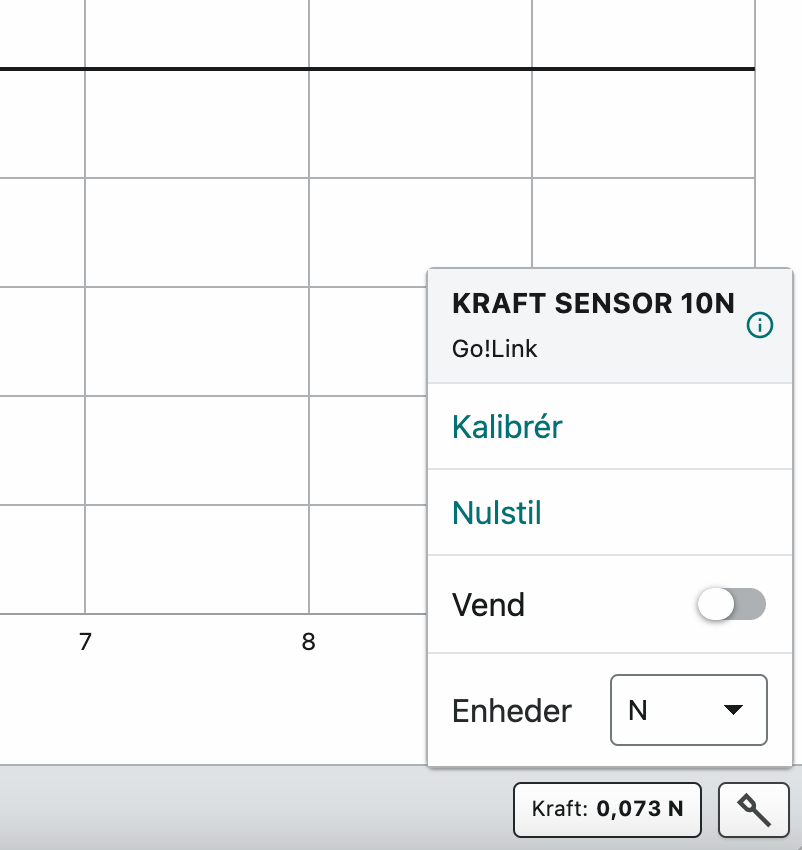 KRAFT SENSOR 10N
Go!Link
Kalibrér
Nulstil
Vend
Enheder N
7 8
Kraft: 0,073 N